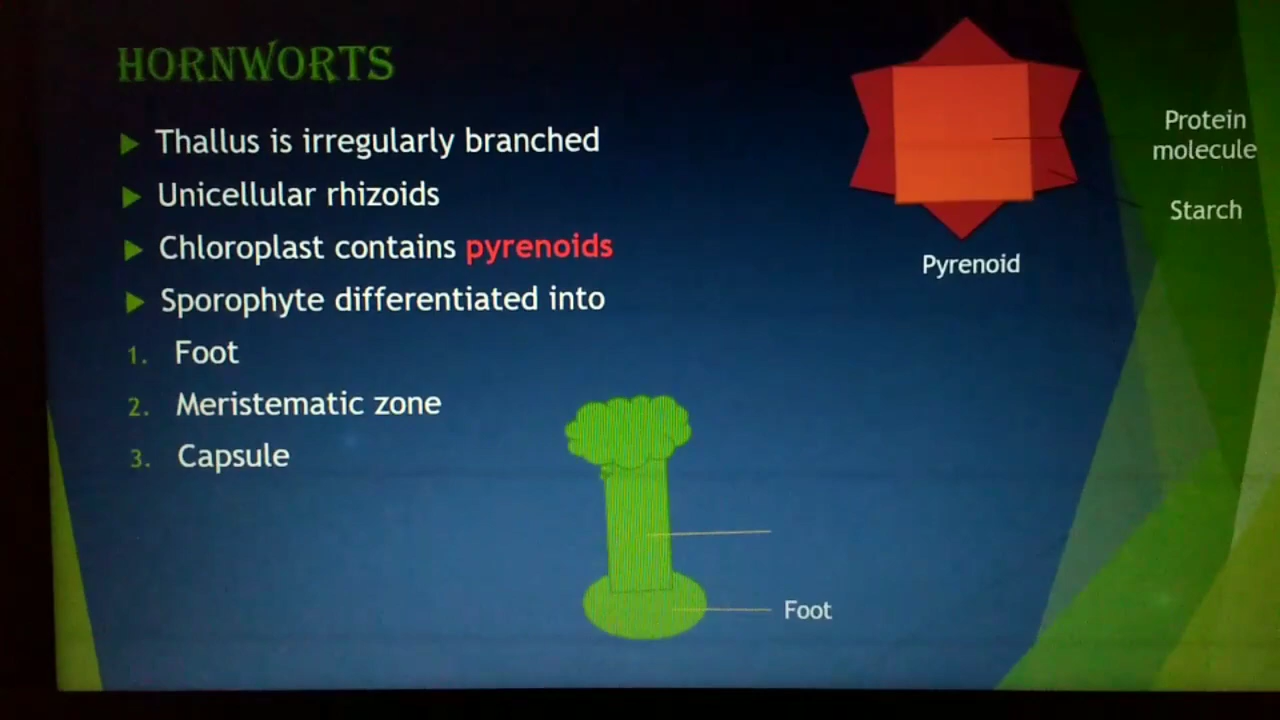 HORNWORTS
Thallus is irregularly branched
Unicellular rhizoids
Chloroplast contains pyrenoids
Sporophyte differentiated into
1. Foot
2. Meristematic zone
3. Capsule
Protein
molecule
Starch
Pyrenoid
Foot